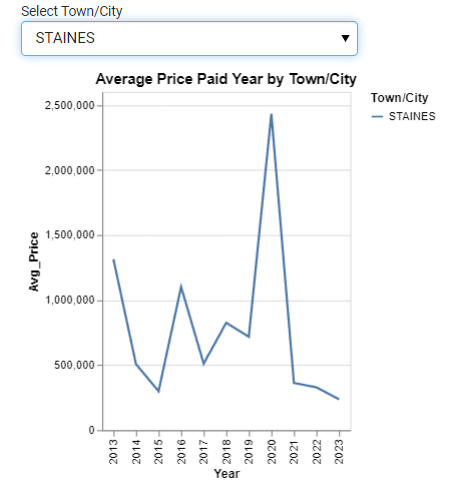 Select Town/City
STAINES
Average Price Paid Year by Town/City
Town/City
STAINES
Avg_Price
2,500,000
2,000,000
1,500,000
1,000,000
500,000
0
2013
2014
2015
2016
2017
2018
2019
2020
2021
2022
2023
Year